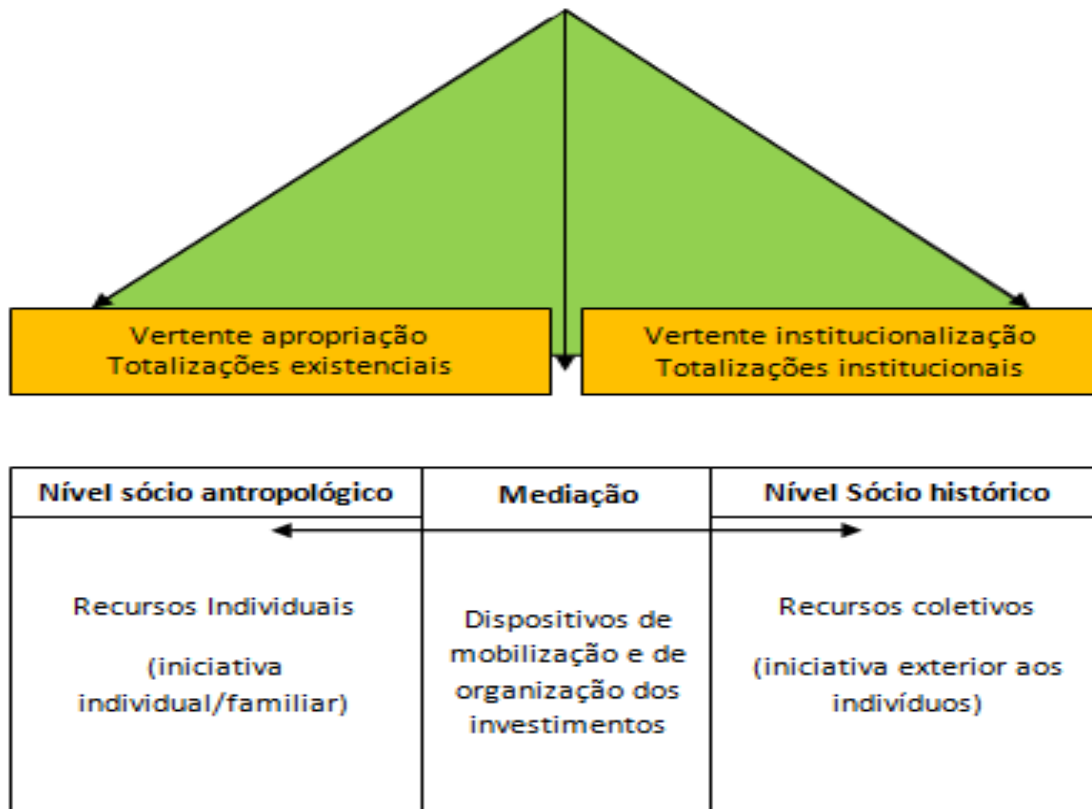 Vertente apropriação
Totalizações existenciais
Vertente institucionalização
Totalizações institucionais
Nível sócio antropológico
Mediação
Nível Sócio histórico
Recursos Individuais
(iniciativa
individual/familiar)
Dispositivos de
mobilização e de
organização dos
investimentos
Recursos coletivos
(iniciativa exterior aos
indivíduos)